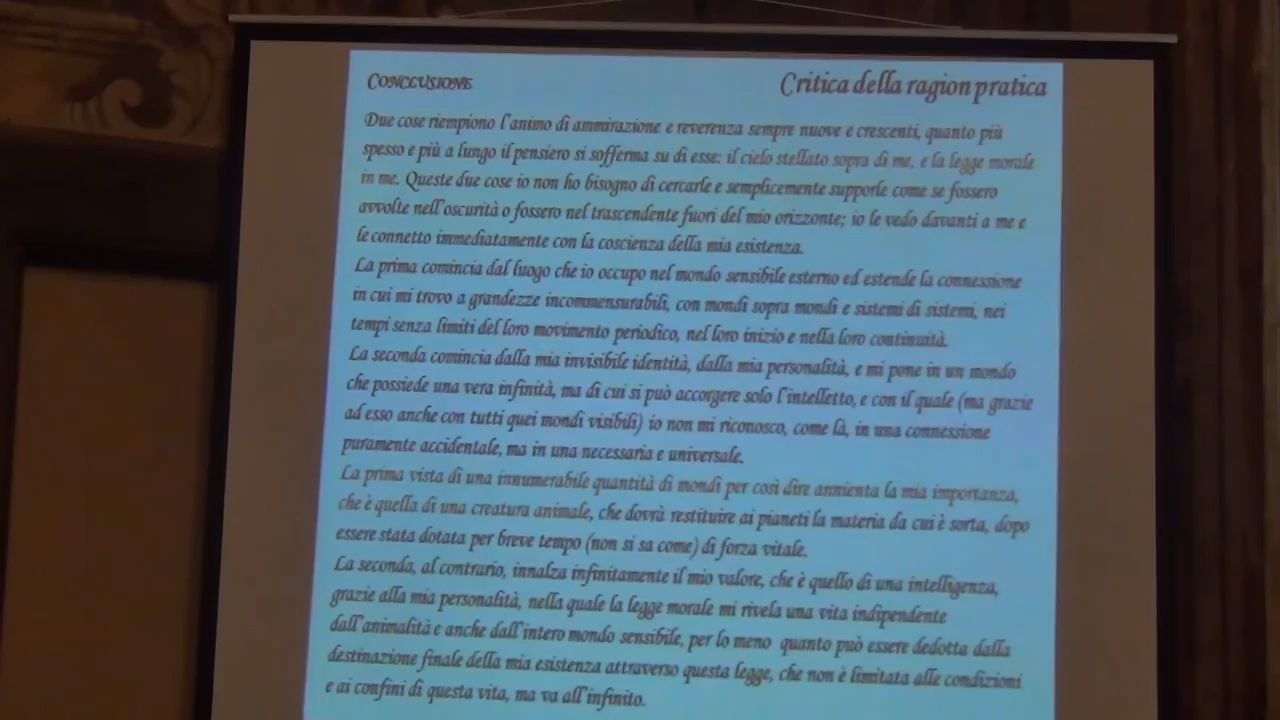 CONCLUSIONE
Critica della ragion pratica
Due cose riempiono l'animo di ammirazione e reverenza sempre nuove e crescenti, quanto più
spesso e più a lungo il pensiero si sofferma su di esse: il cielo stellato sopra di me, e la legge morale
in me. Queste due cose io non ho bisogno di cercarle e semplicemente supporle come se fossero
avvolte nell'oscurità o fossero nel trascendente fuori del mio orizzonte; io le vedo davanti a me e
le connetto immediatamente con la coscienza della mia esistenza.
La prima comincia dal luogo che io occupo nel mondo sensibile esterno ed estende la connessione
in cui mi trovo a grandezze incommensurabili, con mondi sopra mondi e sistemi di sistemi, nei
tempi senza limiti del loro movimento periodico, nel loro inizio e nella loro continuità.
La seconda comincia dalla mia invisibile identità, dalla mia personalità, e mi pone in un mondo
che possiede una vera infinità, ma di cui si può accorgere solo l'intelletto, e con il quale (ma grazie
ad esso anche con tutti quei mondi visibili) io non mi riconosco, come là, in una connessione
puramente accidentale, ma in una necessaria e universale.
La prima vista di una innumerabile quantità di mondi per così dire annienta la mia importanza,
che è quella di una creatura animale, che dovrà restituire ai pianeti la materia da cui è sorta, dopo
essere stata dotata per breve tempo (non si sa come) di forza vitale.
La seconda, al contrario, innalza infinitamente il mio valore, che è quello di una intelligenza,
grazie alla mia personalità, nella quale la legge morale mi rivela una vita indipendente
dall'animalità e anche dall'intero mondo sensibile, per lo meno quanto può essere dedotta dalla
destinazione finale della mia esistenza attraverso questa legge, che non è limitata alle condizioni
e ai confini di questa vita, ma va all'infinito.